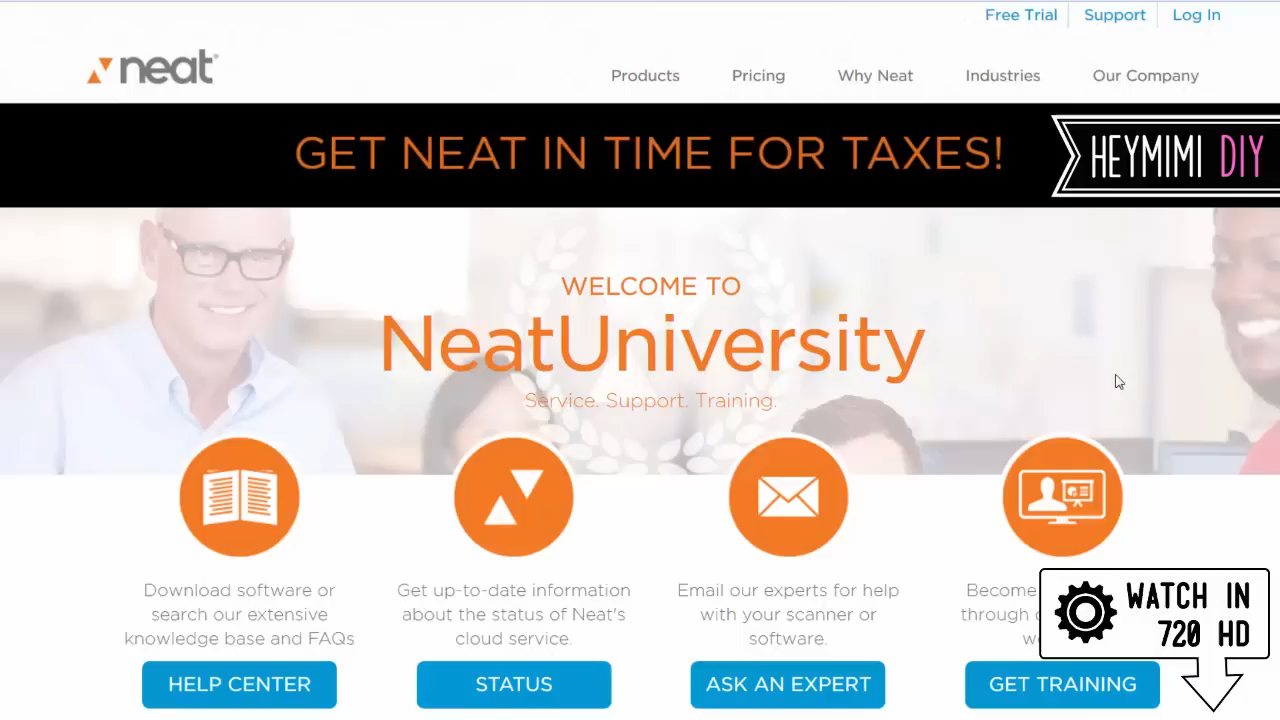 Free Trial
Support
Log In
neat
Products
Pricing
Why Neat
Industries
Our Company
GET NEAT IN TIME FOR TAXES!
HEYMIMI DIY
WELCOME TO
NeatUniversity
Service. Support. Training.
Download software or
search our extensive
knowledge base and FAQs
Get up-to-date information
about the status of Neat's
cloud service.
Email our experts for help
with your scanner or
software.
Become
through
HELP CENTER
STATUS
ASK AN EXPERT
GET TRAINING
WATCH IN
720 HD